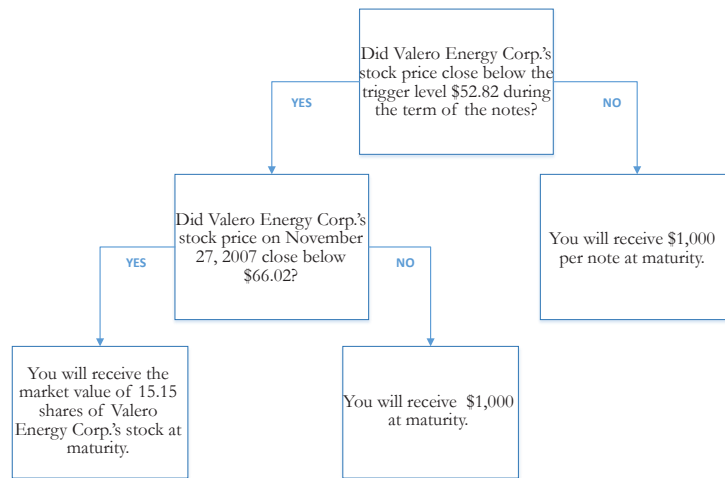 Did Valero Energy Corp.'s
stock price close below the
trigger level $52.82 during
the term of the notes?
YES
NO
Did Valero Energy Corp.'s
stock price on November
27, 2007 close below
$66.02?
You will receive $1,000
per note at maturity.
YES
NO
You will receive the
market value of 15.15
shares of Valero
Energy Corp.'s stock at
maturity.
You will receive $1,000
at maturity.